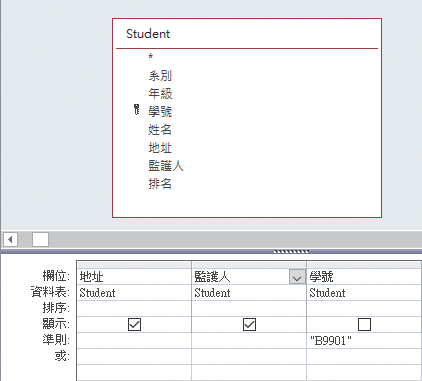 Student
*
系別
年級
學號
姓名
地址
監護人
排名
欄位: 地址 監護人 學號
資料表: Student Student Student
排序:
顯示:
準則: "B9901"
或: